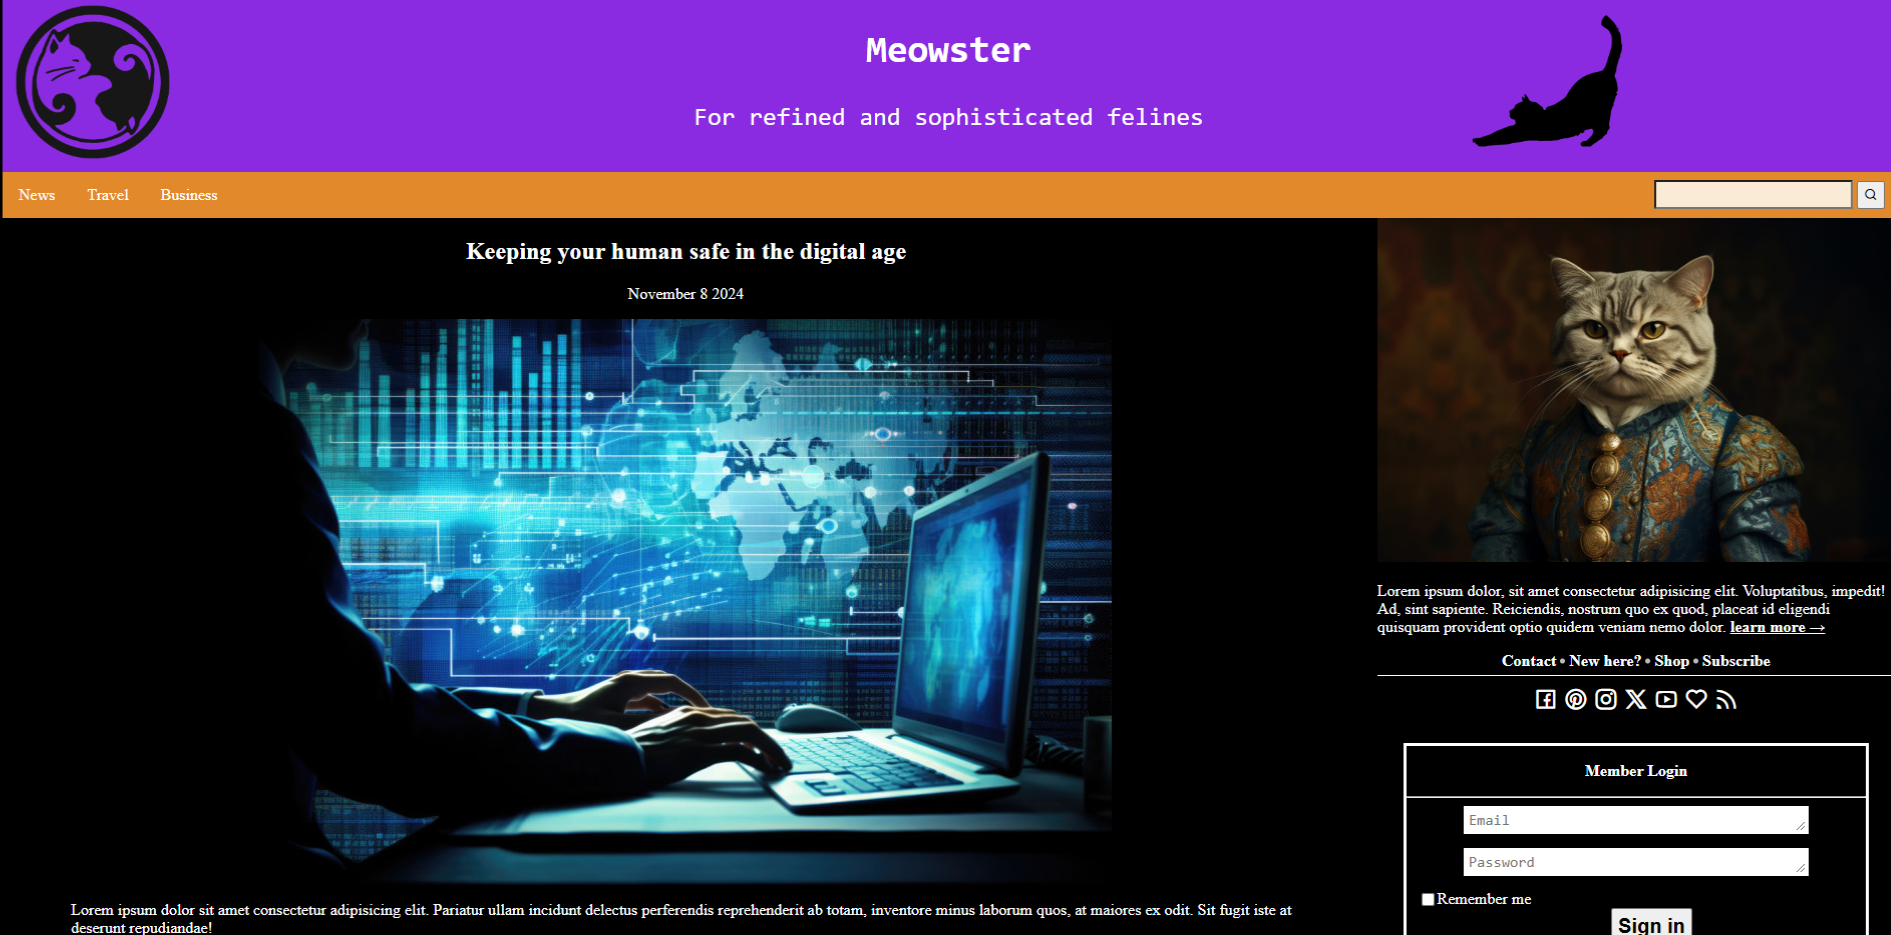 Meowster
For refined and sophisticated felines
News
Travel
Business
Keeping your human safe in the digital age
November 8 2024
Lorem ipsum dolor sit amet consectetur adipisicing elit. Pariatur ullam incidunt delectus perferendis reprehenderit ab totam, inventore minus laborum quos, at maiores ex odit. Sit fugit iste at
deserunt repudiandae!
Lorem ipsum dolor, sit amet consectetur adipisicing elit. Voluptatibus, impedit!
Ad, sint sapiente. Reiciendis, nostrum quo ex quod, placeat id eligendi
quisquam provident optio quidem veniam nemo dolor. learn more →
Contact • New here? • Shop • Subscribe
Member Login
Email
Password
Remember me
Sign in